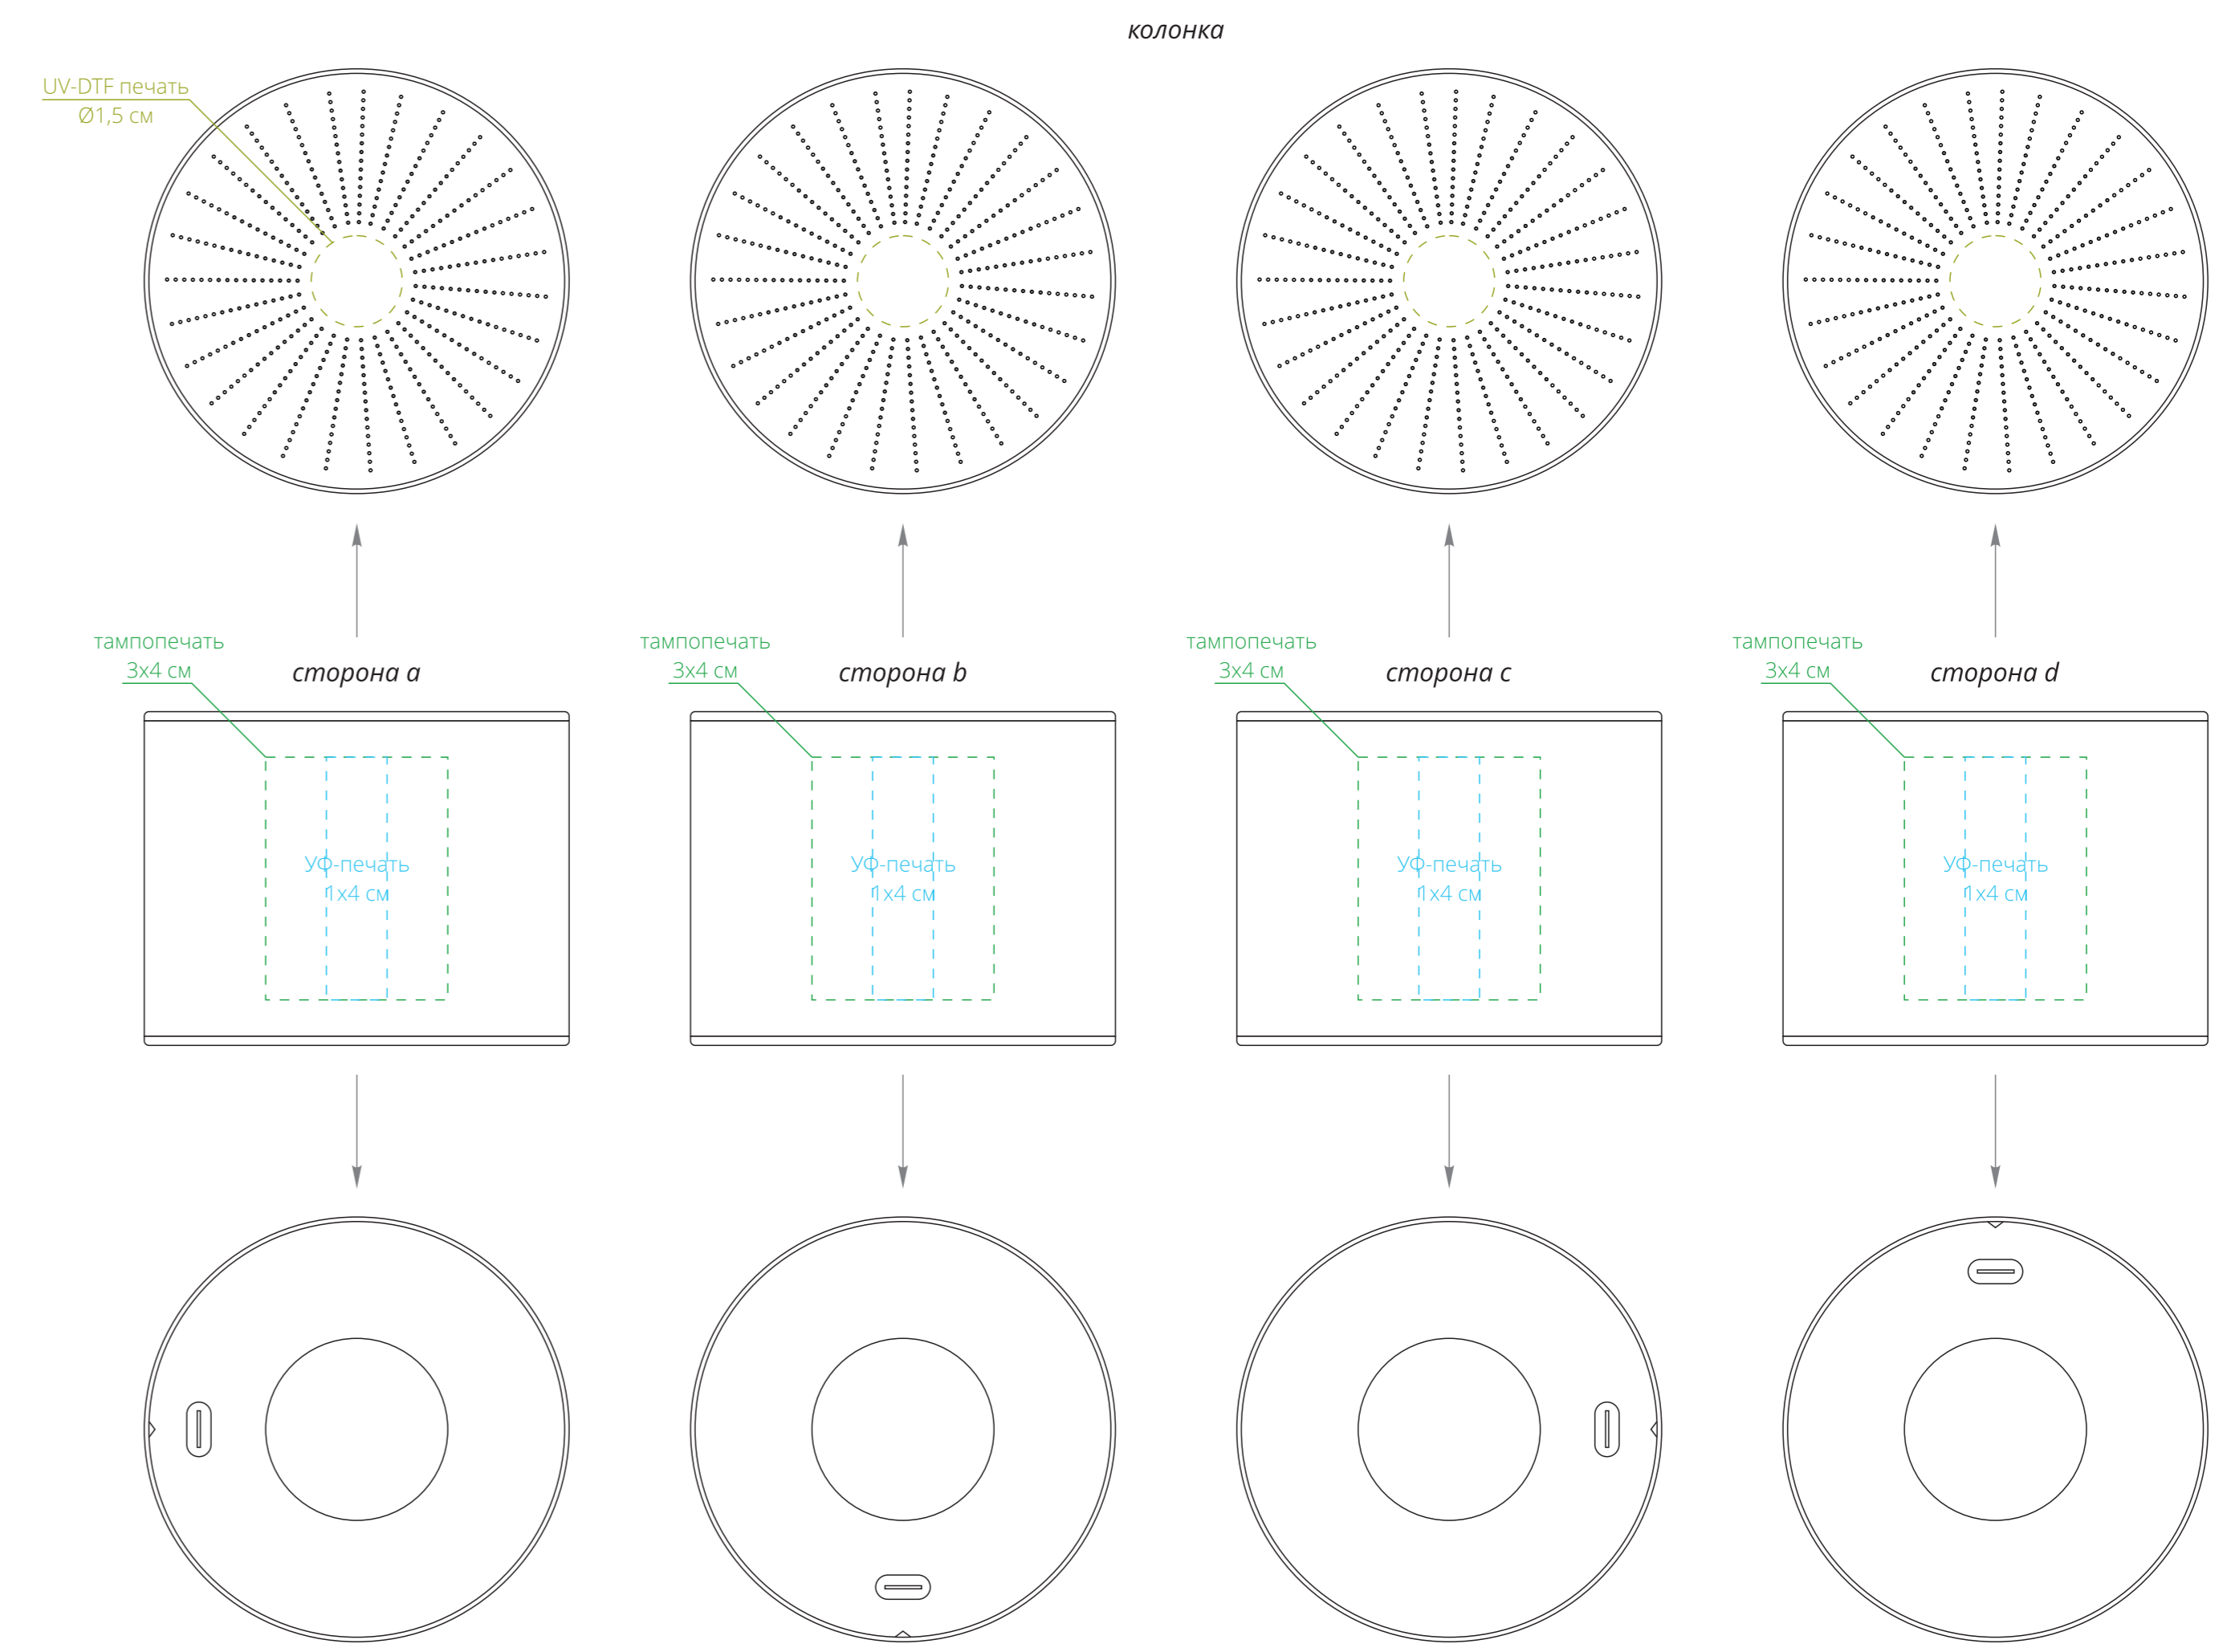 колонка
UV-DTF печать
Ø1,5 см
тампопечать
3х4 см
сторона a
тампопечать
3х4 см
сторона b
тампопечать
3х4 см
сторона c
тампопечать
3х4 см
сторона d
УФ-печать
1х4 см
УФ-печать
1х4 см
УФ-печать
1х4 см
УФ-печать
1х4 см